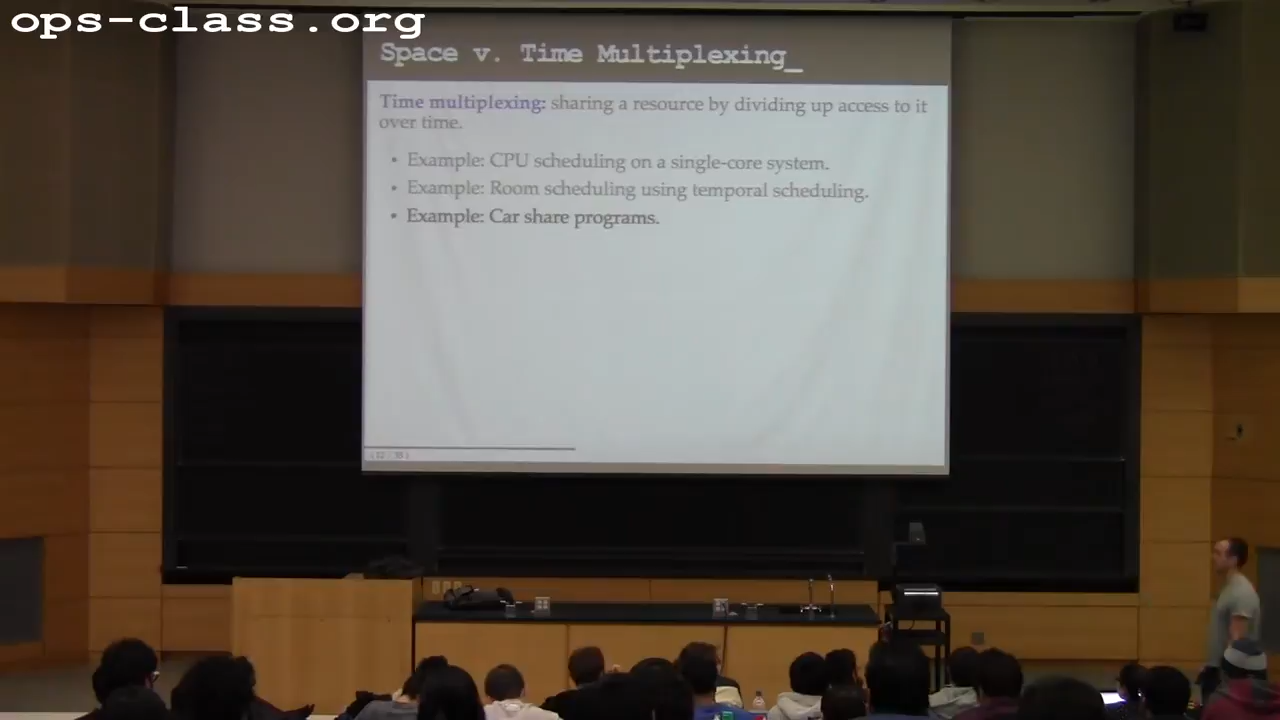 ops-class.org
Space v. Time Multiplexing_
Time multiplexing: sharing a resource by dividing up access to it
over time.
• Example: CPU scheduling on a single-core system.
• Example: Room scheduling using temporal scheduling.
• Example: Car share programs.